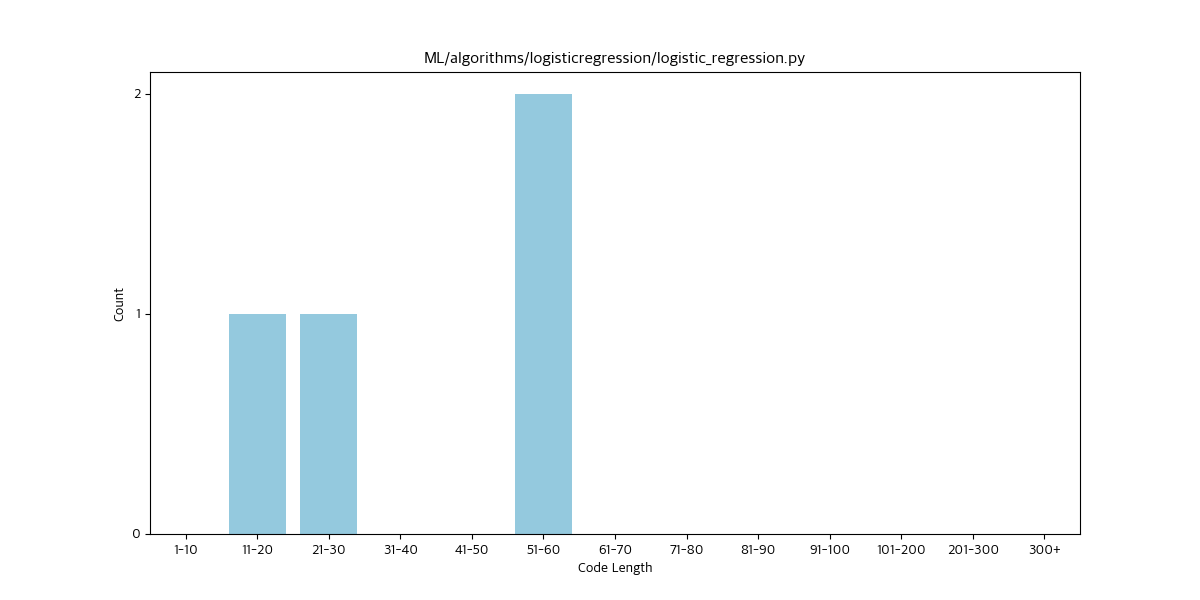 ML/algorithms/logisticregression/logistic_regression.py
2
1
0
Count
1-10 11-20 21-30 31-40 41-50 51-60 61-70 71-80 81-90 91-100 101-200 201-300 300+
Code Length